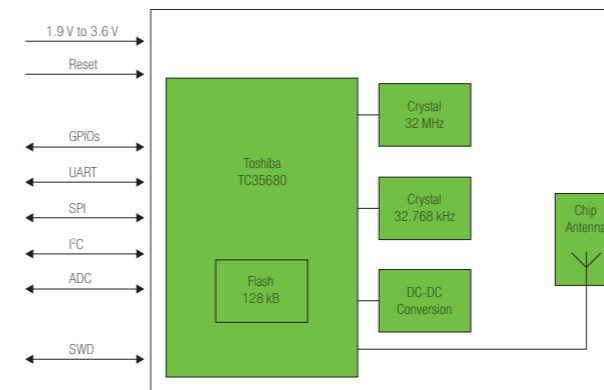 1.9 V to 3.6 V
Reset
GPIOs
UART
SPI
I²C
ADC
SWD
Toshiba
TC35680
Flash
128 kB
Crystal
32 MHz
Crystal
32.768 kHz
DC-DC
Conversion
Chip
Antenna